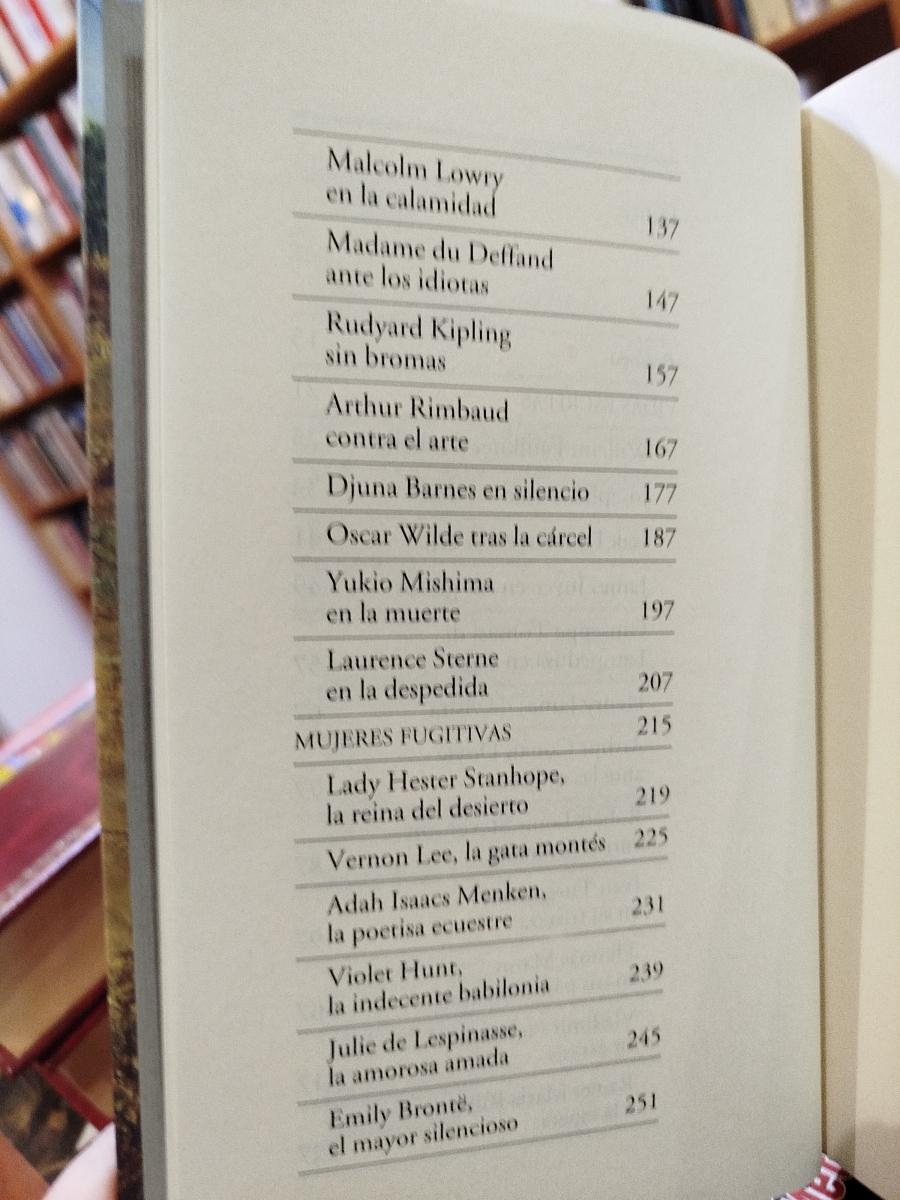 Malcolm Lowry
en la calamidad 137
Madame du Deffand
ante los idiotas 147
Rudyard Kipling
sin bromas 157
Arthur Rimbaud
contra el arte 167
Djuna Barnes en silencio 177
Oscar Wilde tras la cárcel 187
Yukio Mishima
en la muerte 197
Laurence Sterne
en la despedida 207
MUJERES FUGITIVAS 215
Lady Hester Stanhope,
la reina del desierto 219
Vernon Lee, la gata montés 225
Adah Isaacs Menken,
la poetisa ecuestre 231
Violet Hunt,
la indecente babilonia 239
Julie de Lespinasse,
la amorosa amada 245
Emily Brontë,
el mayor silencioso 251